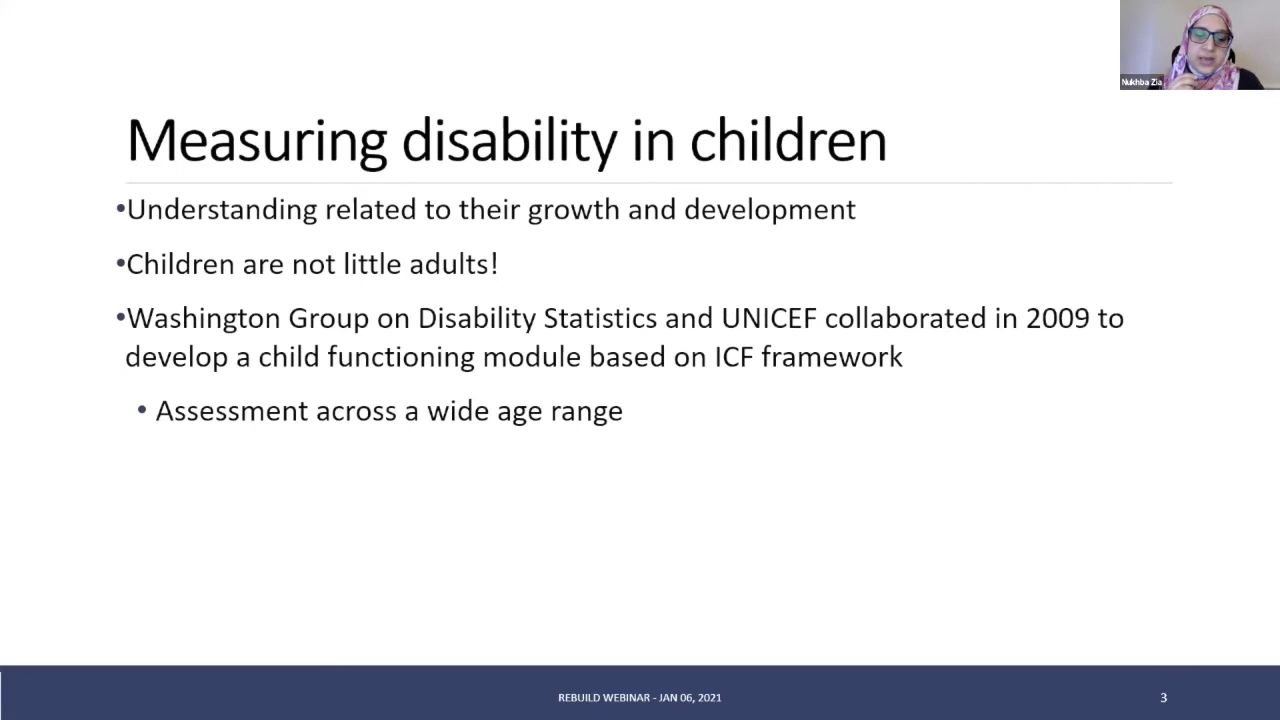 Nukhba Zia
Measuring disability in children
•Understanding related to their growth and development
•Children are not little adults!
•Washington Group on Disability Statistics and UNICEF collaborated in 2009 to
develop a child functioning module based on ICF framework
• Assessment across a wide age range
REBUILD WEBINAR - JAN 06, 2021
3